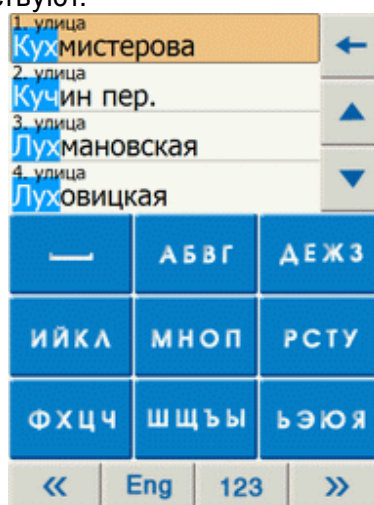 ствуют.
1. улица
Кухмистерова
2. улица
Кучин пер.
3. улица
Лухмановская
4. улица
Луховицкая
АБВГ ДЕЖЗ
ИЙКЛ МНОП РСТУ
ФХЦЧ ШЩЪЫ ЬЭЮЯ
« Eng 123 »